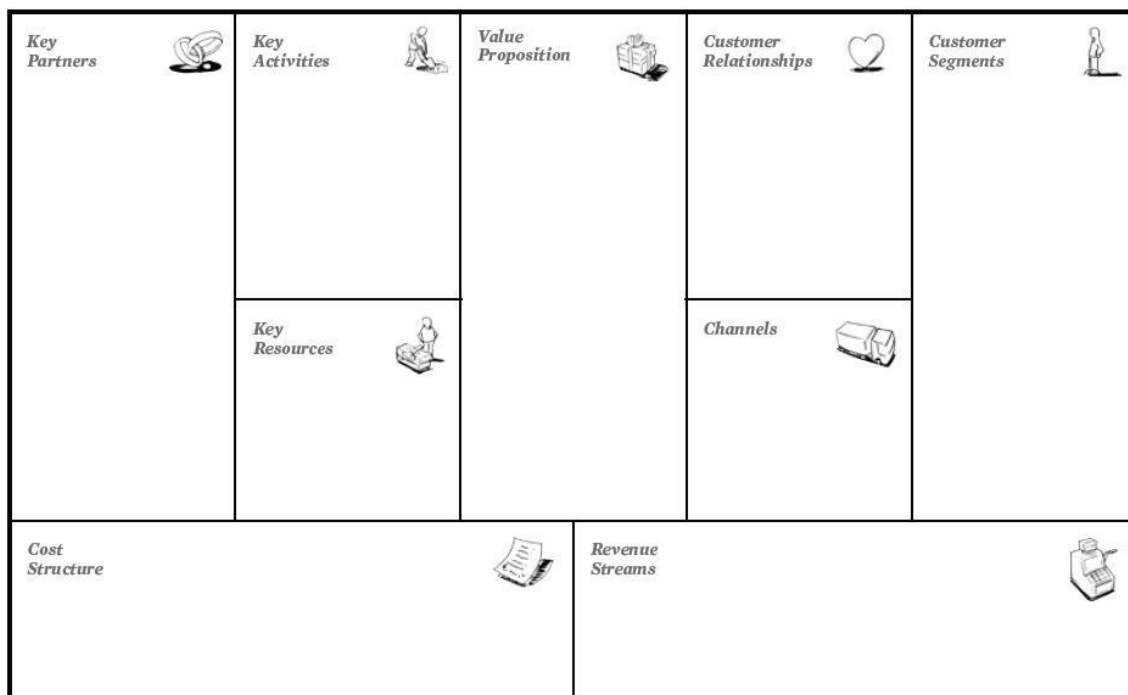 Key
Partners
Key
Activities
Value
Proposition
Customer
Relationships
Customer
Segments
Key
Resources
Channels
Cost
Structure
Revenue
Streams